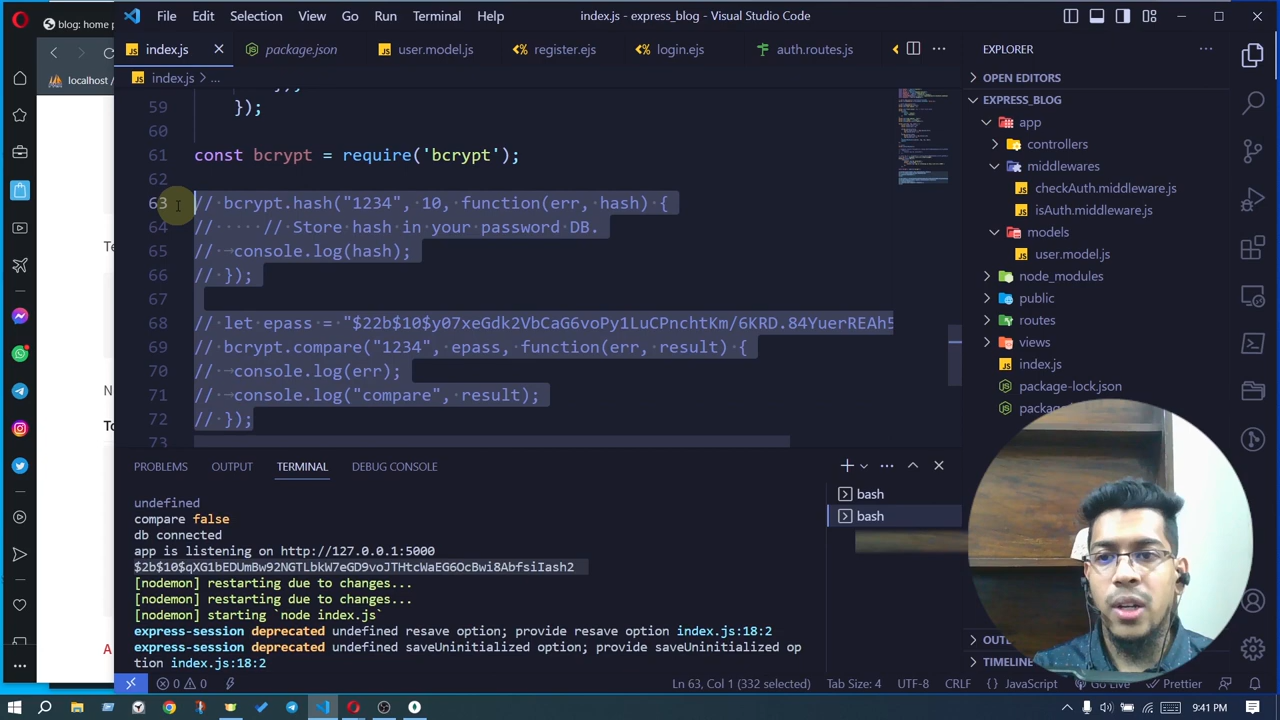 blog: home p
File Edit Selection View Go Run Terminal Help
index.js - express_blog - Visual Studio Code
localhost /
index.js
package.json
user.model.js
register.ejs
login.ejs
auth.routes.js
index.js > ...
59 });
60
61 const bcrypt = require('bcrypt');
62
63 // bcrypt.hash("1234", 10, function(err, hash) {
64 // // Store hash in your password DB.
65 // console.log(hash);
66 // });
67
68 // let epass = "$22b$10$y07xeGdk2VbCaG6voPy1LuCPnchtKm/6KRD.84YuerREAh5
69 // bcrypt.compare("1234", epass, function(err, result) {
70 // console.log(err);
71 // console.log("compare", result);
72 // });
73
EXPLORER
OPEN EDITORS
EXPRESS_BLOG
app
controllers
middlewares
checkAuth.middleware.js
isAuth.middleware.js
models
user.model.js
node_modules
public
routes
views
index.js
package-lock.json
OUT
TIMELINE
PROBLEMS OUTPUT TERMINAL DEBUG CONSOLE
bash
bash
undefined
compare false
db connected
app is listening on http://127.0.0.1:5000
$2b$10$qXG1bEDUmBw92NGTLbkW7eGD9voJTHtcWaEG6OcBwi8AbfsiIash2
[nodemon] restarting due to changes...
[nodemon] restarting due to changes...
[nodemon] starting `node index.js`
express-session deprecated undefined resave option; provide resave option index.js:18:2
express-session deprecated undefined saveUninitialized option; provide saveUninitialized op
tion index.js:18:2
0 0
Ln 63, Col 1 (332 selected) Tab Size: 4 UTF-8 CRLF {} JavaScript Go Live Prettier
9:41 PM